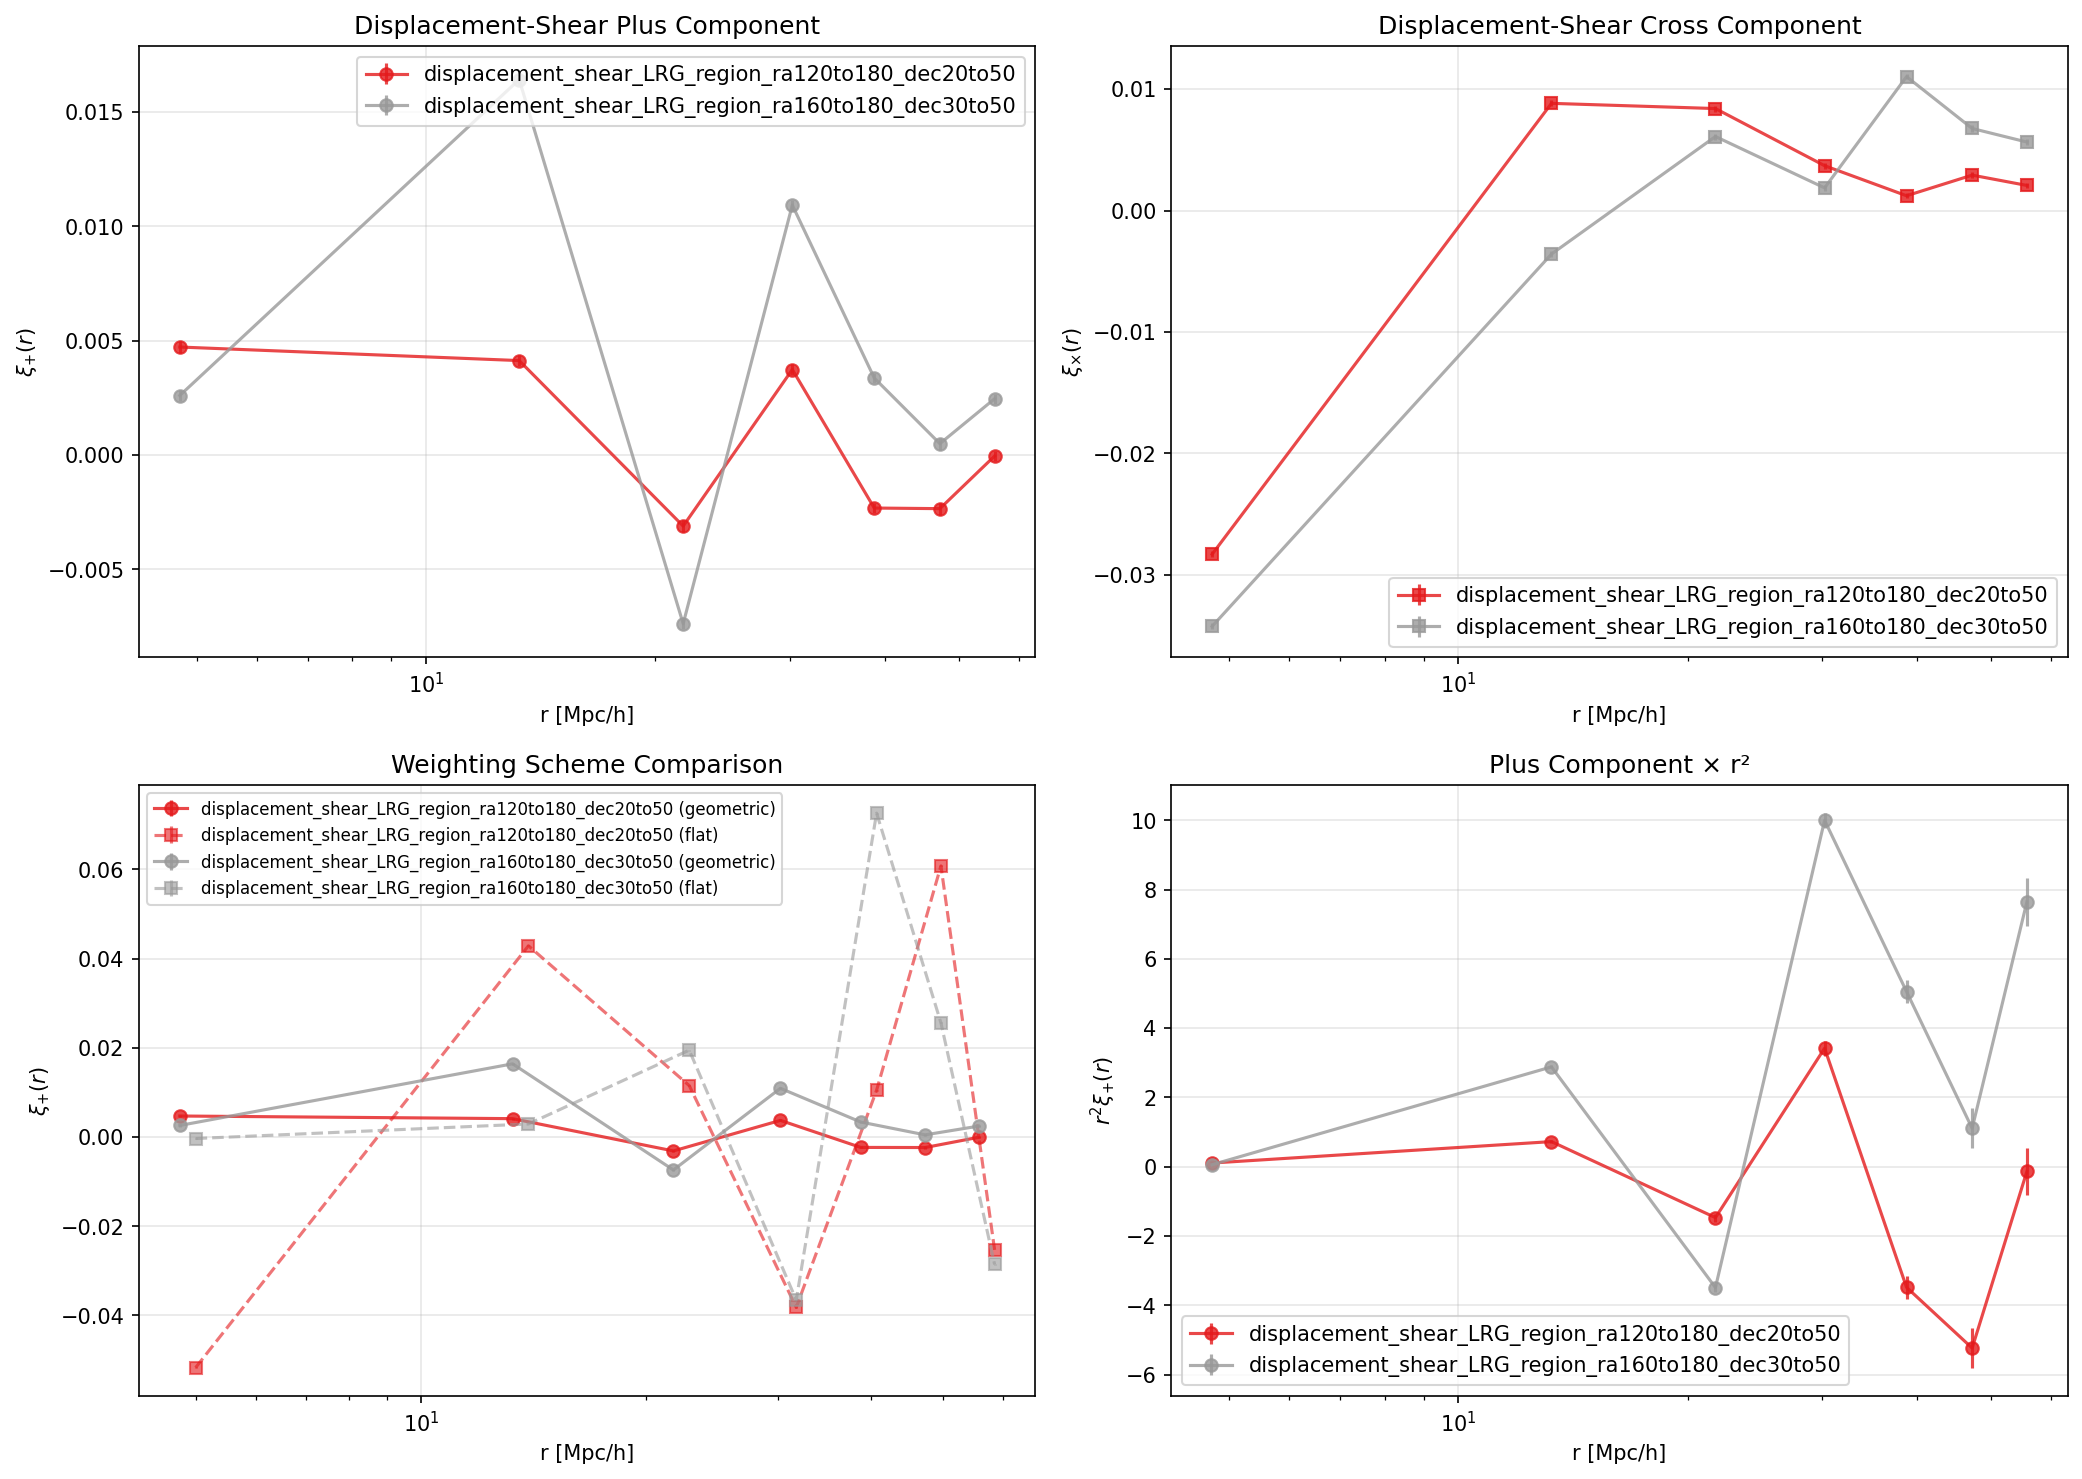 Displacement-Shear Plus Component
displacement_shear_LRG_region_ra120to180_dec20to50
displacement_shear_LRG_region_ra160to180_dec30to50
0.015
0.010
0.005
0.000
−0.005
ξ₊(r)
10¹
r [Mpc/h]
Displacement-Shear Cross Component
0.01
0.00
−0.01
−0.02
−0.03
ξ×(r)
displacement_shear_LRG_region_ra120to180_dec20to50
displacement_shear_LRG_region_ra160to180_dec30to50
10¹
r [Mpc/h]
Weighting Scheme Comparison
displacement_shear_LRG_region_ra120to180_dec20to50 (geometric)
displacement_shear_LRG_region_ra120to180_dec20to50 (flat)
displacement_shear_LRG_region_ra160to180_dec30to50 (geometric)
displacement_shear_LRG_region_ra160to180_dec30to50 (flat)
0.06
0.04
0.02
0.00
−0.02
−0.04
ξ₊(r)
10¹
r [Mpc/h]
Plus Component × r²
10
8
6
4
2
0
−2
−4
−6
r²ξ₊(r)
displacement_shear_LRG_region_ra120to180_dec20to50
displacement_shear_LRG_region_ra160to180_dec30to50
10¹
r [Mpc/h]